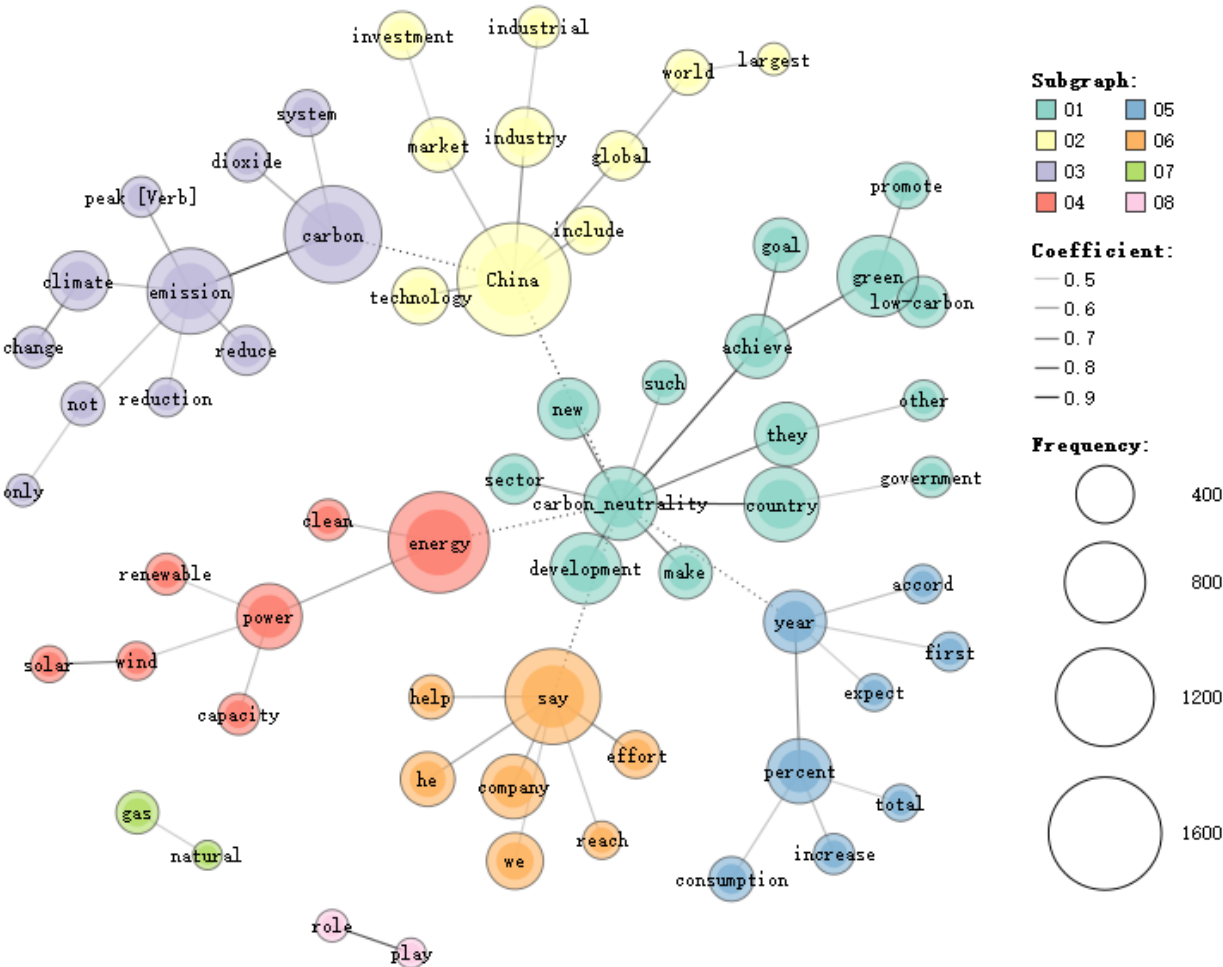 investment
industrial
world
largest
system
dioxide
market
industry
global
peak [Verb]
carbon
include
promote
goal
climate
emission
technology
China
green
low-carbon
change
reduce
achieve
not
reduction
new
such
they
other
only
sector
carbon_neutrality
country
government
clean
energy
development
make
renewable
power
year
accord
solar
wind
first
capacity
help
say
expect
he
company
effort
percent
gas
natural
we
reach
total
increase
consumption
role
play
Subgraph:
01 05
02 06
03 07
04 08
Coefficient:
0.5
0.6
0.7
0.8
0.9
Frequency:
400
800
1200
1600